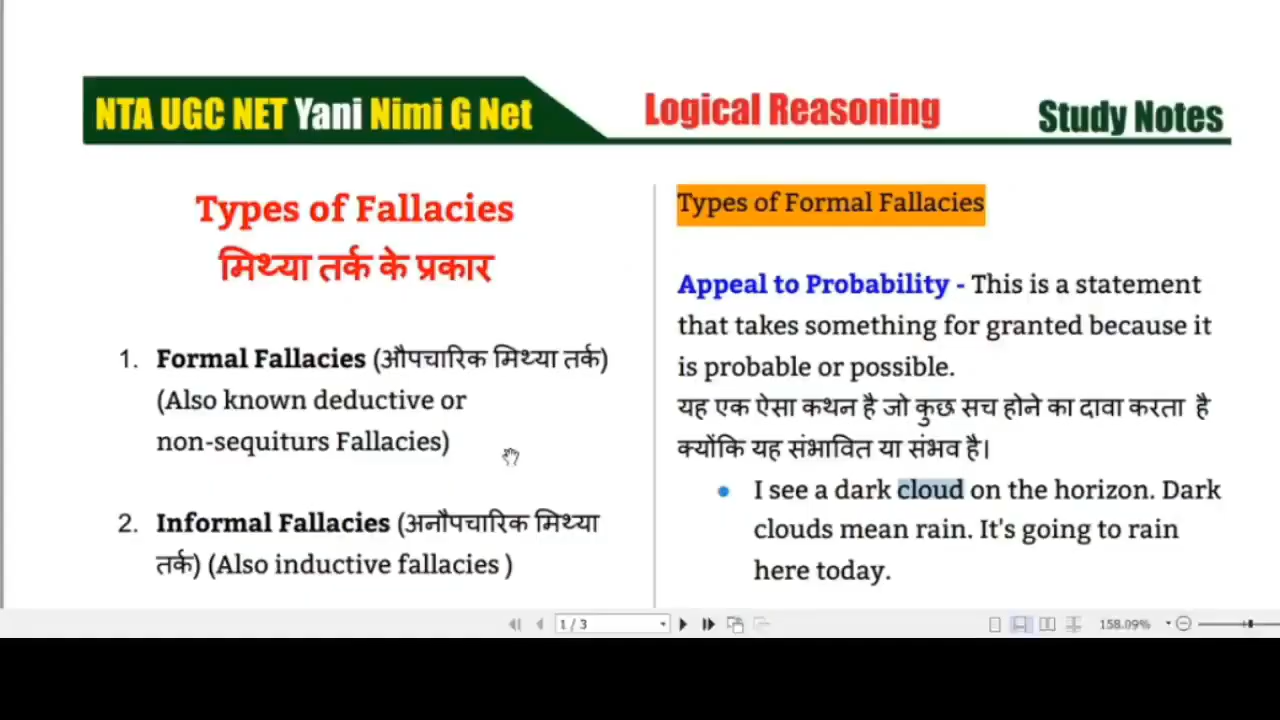 NTA UGC NET Yani Nimi G Net
Logical Reasoning
Study Notes
Types of Fallacies
मिथ्या तर्क के प्रकार
1. Formal Fallacies (औपचारिक मिथ्या तर्क)
(Also known deductive or
non-sequiturs Fallacies)
2. Informal Fallacies (अनौपचारिक मिथ्या
तर्क) (Also inductive fallacies )
Types of Formal Fallacies
Appeal to Probability - This is a statement
that takes something for granted because it
is probable or possible.
यह एक ऐसा कथन है जो कुछ सच होने का दावा करता है
क्योंकि यह संभावित या संभव है।
• I see a dark cloud on the horizon. Dark
clouds mean rain. It's going to rain
here today.
1 / 3
158.09%